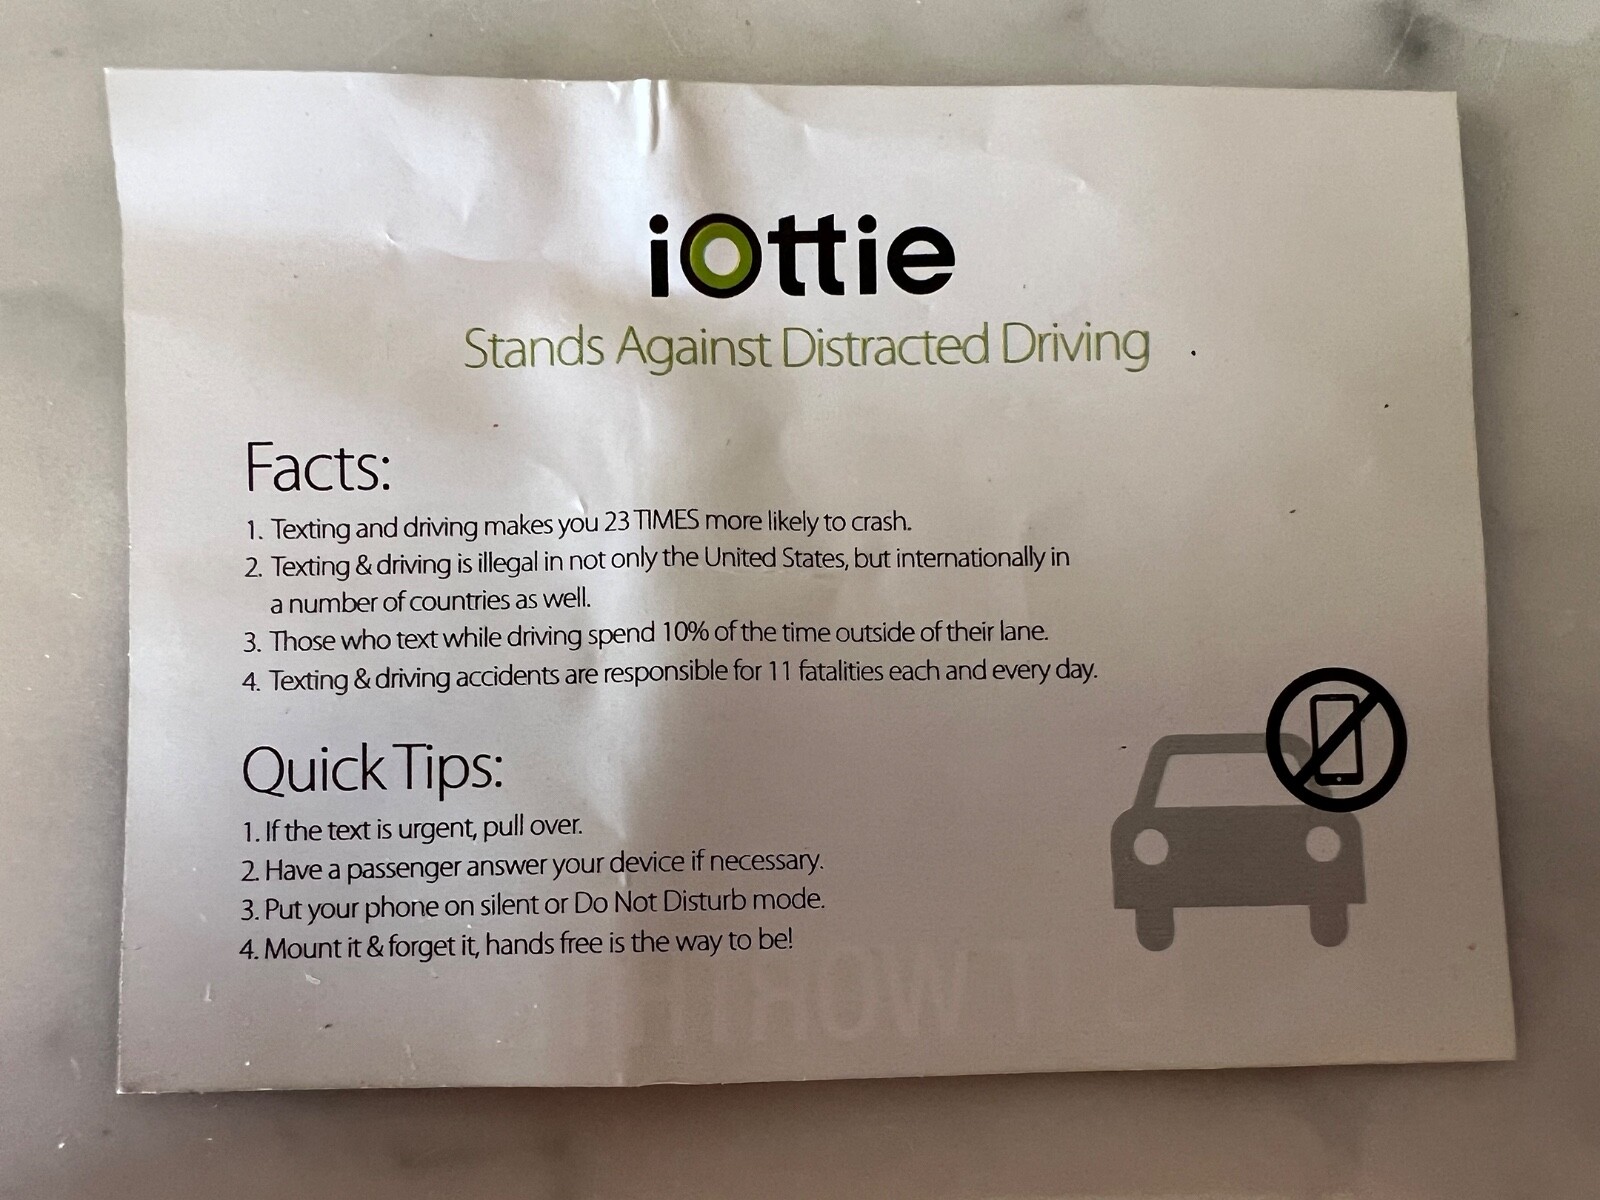 iOttie
Stands Against Distracted Driving
Facts:
1. Texting and driving makes you 23 TIMES more likely to crash.
2. Texting & driving is illegal in not only the United States, but internationally in
a number of countries as well.
3. Those who text while driving spend 10% of the time outside of their lane.
4. Texting & driving accidents are responsible for 11 fatalities each and every day.
Quick Tips:
1. If the text is urgent, pull over.
2. Have a passenger answer your device if necessary.
3. Put your phone on silent or Do Not Disturb mode.
4. Mount it & forget it, hands free is the way to be!